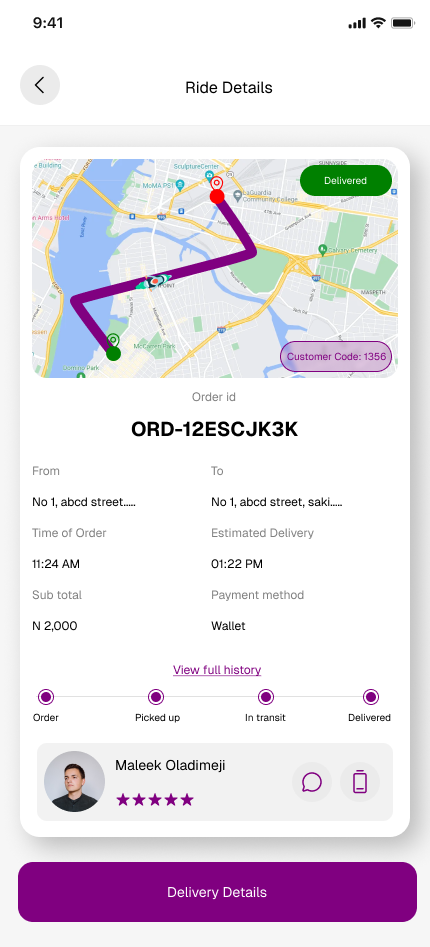 9:41
Ride Details
SculptureCenter
MoMA PS1
LaGuardia
Community College
47th Ave
Calvary Cemetery
MASPETH
McCarren Park
Delivered
Customer Code: 1356
Order id
ORD-12ESCJK3K
From
To
No 1, abcd street.....
No 1, abcd street, saki.....
Time of Order
Estimated Delivery
11:24 AM
01:22 PM
Sub total
Payment method
N 2,000
Wallet
View full history
Order
Picked up
In transit
Delivered
Maleek Oladimeji
Delivery Details